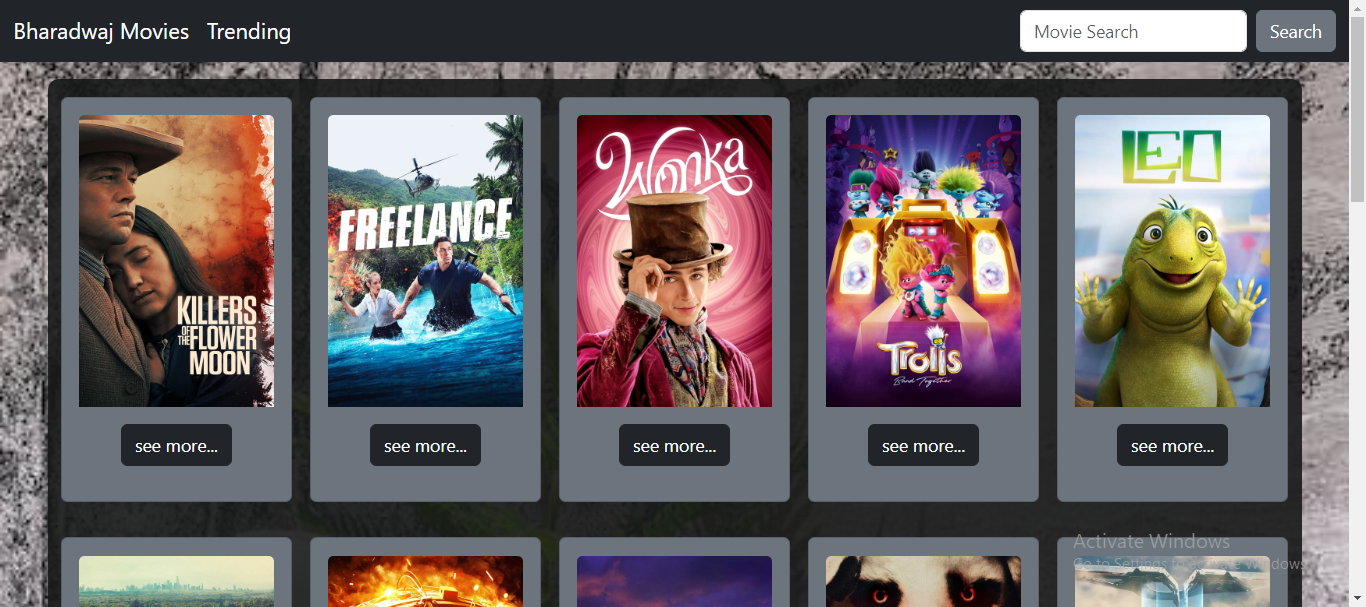 Bharadwaj Movies Trending
Movie Search
Search
KILLERS
OF THE FLOWER
MOON
FREELANCE
Wonka
Trolls
Band Together
LEO
see more...
see more...
see more...
see more...
see more...
Activate Windows
Go to Settings to activate Windows.